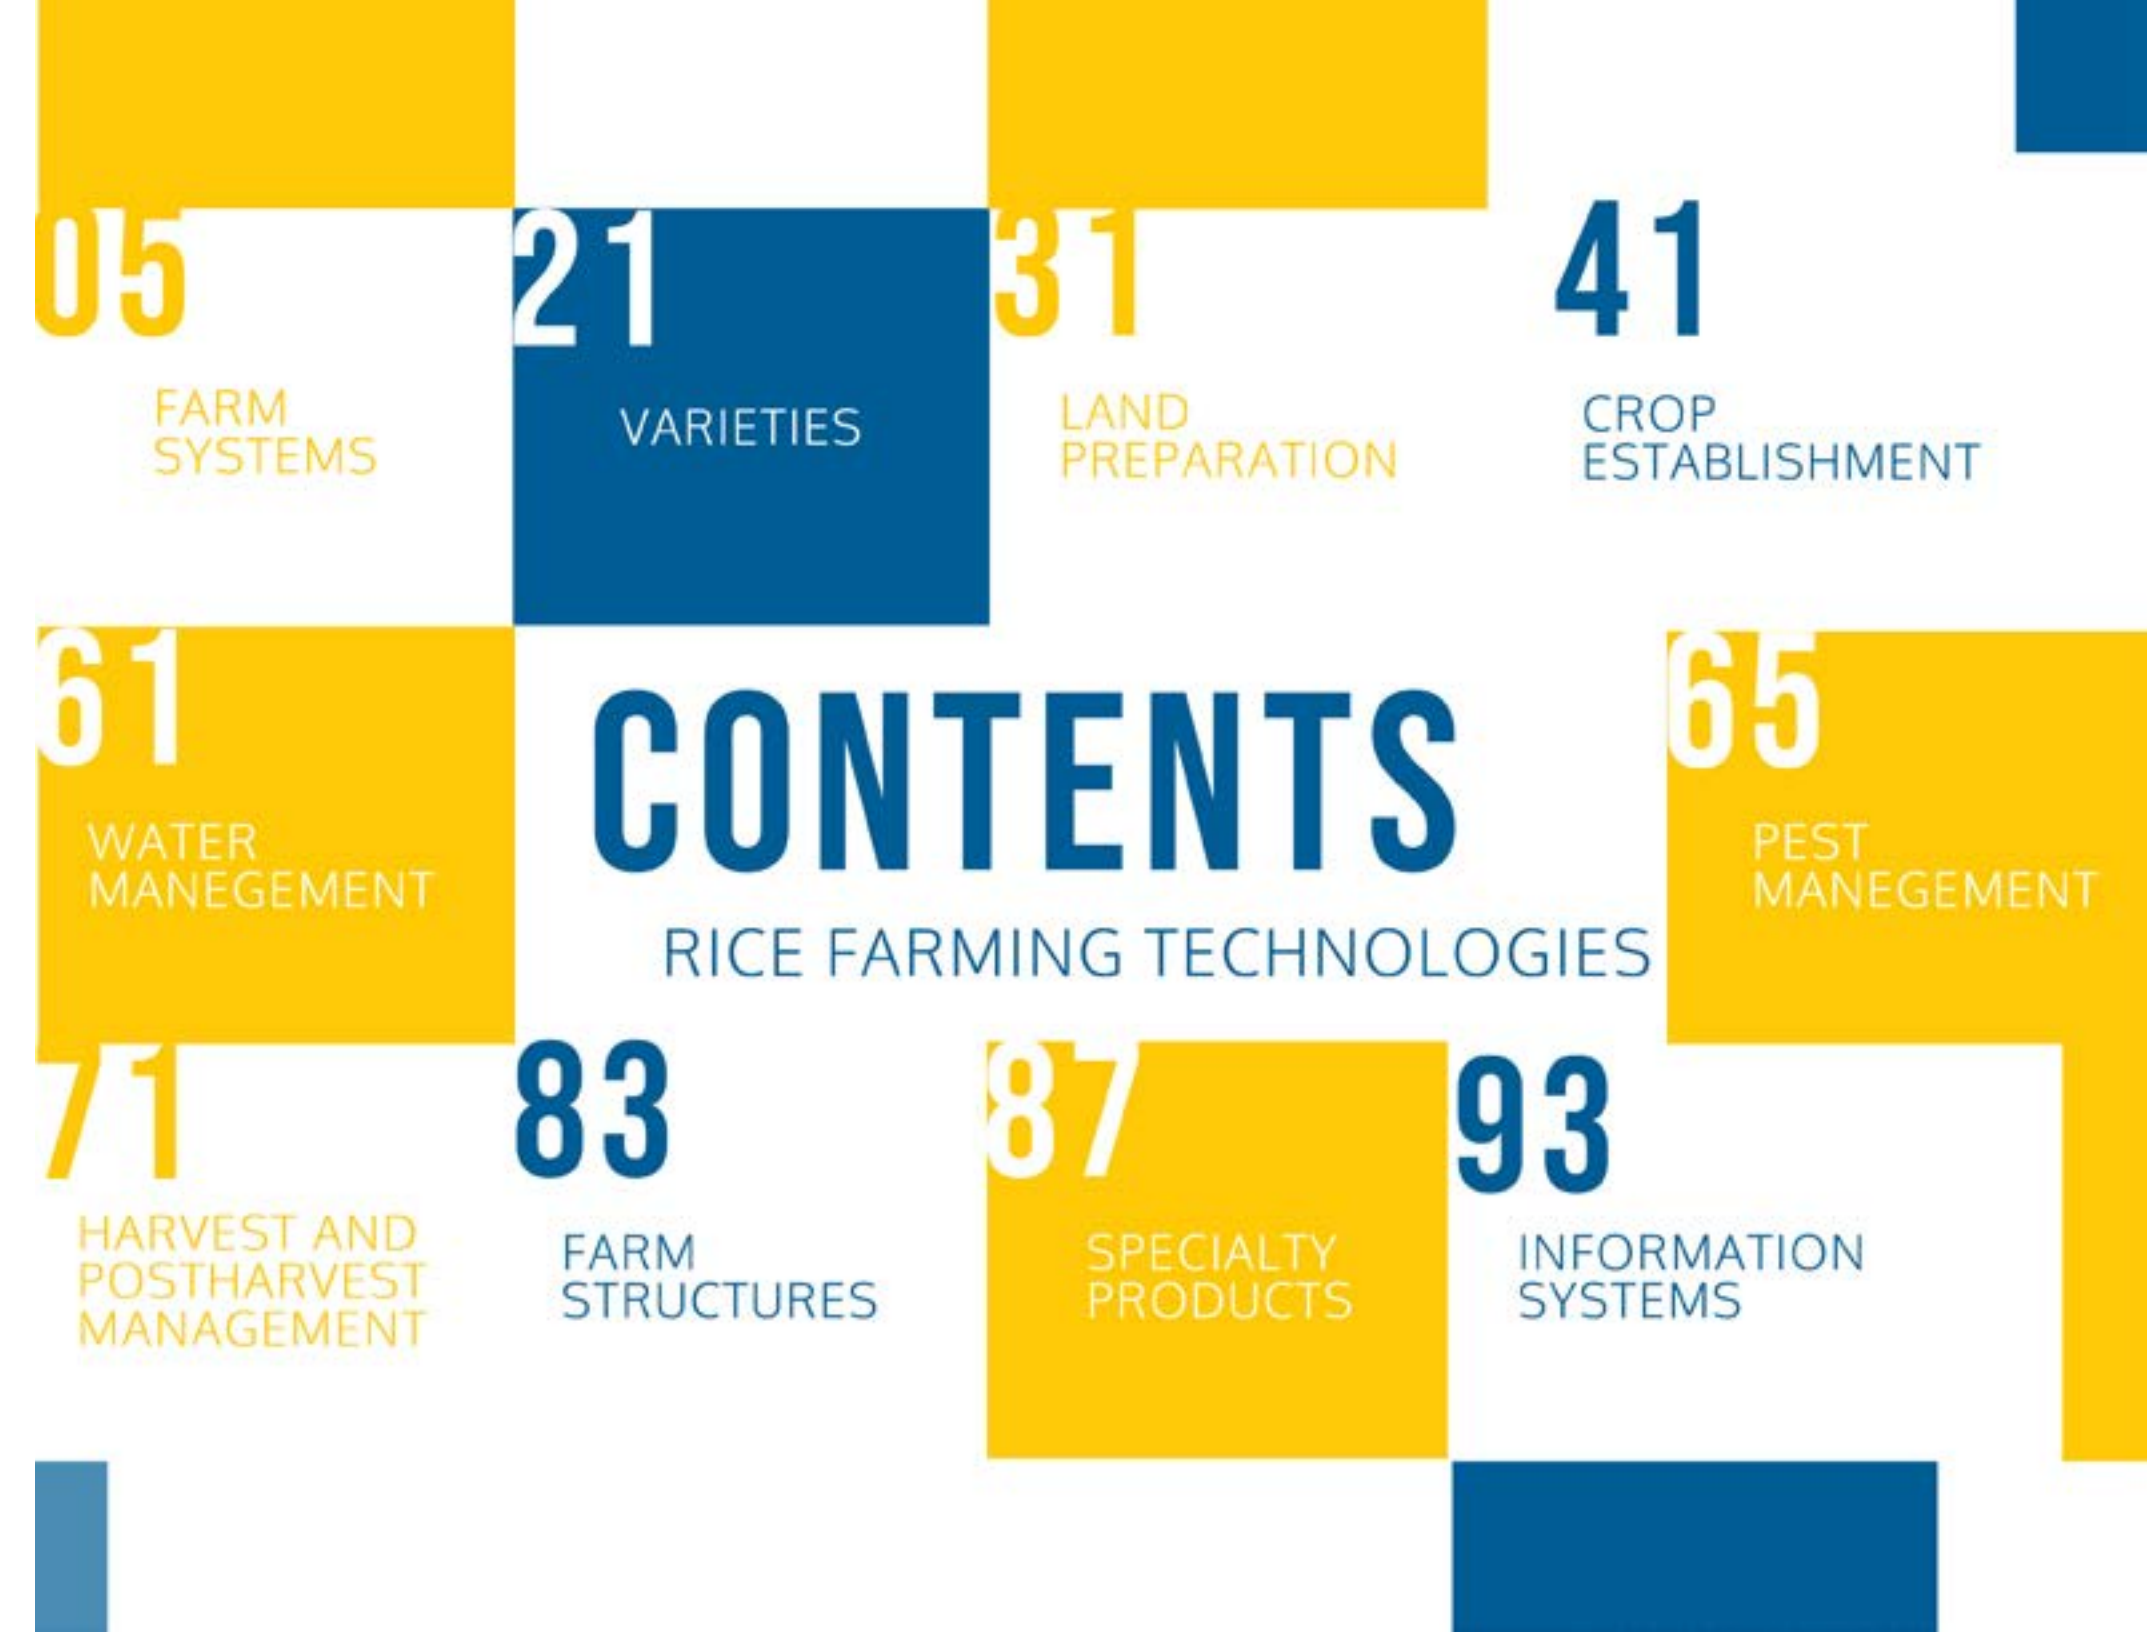 05
FARM
SYSTEMS
21
VARIETIES
31
LAND
PREPARATION
41
CROP
ESTABLISHMENT
61
WATER
MANEGEMENT
CONTENTS
RICE FARMING TECHNOLOGIES
65
PEST
MANEGEMENT
71
HARVEST AND
POSTHARVEST
MANAGEMENT
83
FARM
STRUCTURES
87
SPECIALTY
PRODUCTS
93
INFORMATION
SYSTEMS